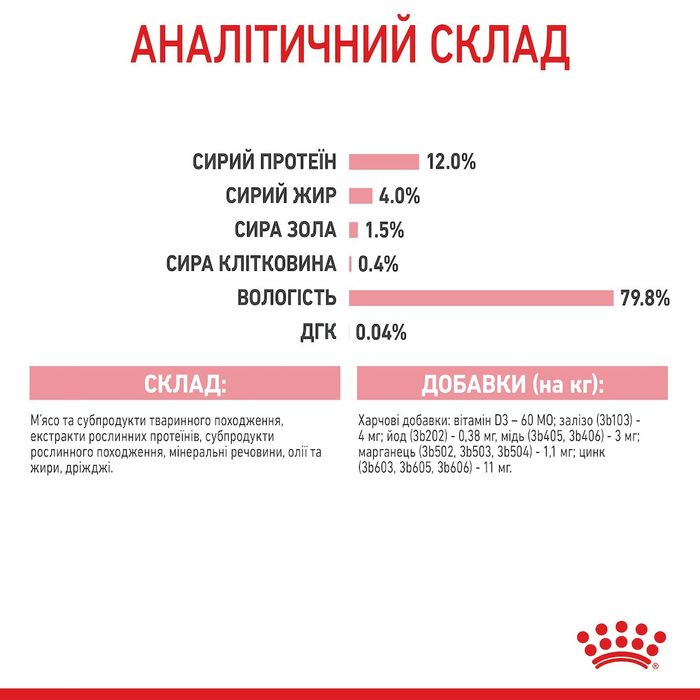 АНАЛІТИЧНИЙ СКЛАД
СИРИЙ ПРОТЕЇН 12.0%
СИРИЙ ЖИР 4.0%
СИРА ЗОЛА 1.5%
СИРА КЛІТКОВИНА 0.4%
ВОЛОГІСТЬ 79.8%
ДГК 0.04%
СКЛАД:
М'ясо та субпродукти тваринного походження,
екстракти рослинних протеїнів, субпродукти
рослинного походження, мінеральні речовини, олії та
жири, дріжджі.
ДОБАВКИ (на кг):
Харчові добавки: вітамін D3 – 60 МО; залізо (3b103) -
4 мг; йод (3b202) - 0,38 мг, мідь (3b405, 3b406) - 3 мг;
марганець (3b502, 3b503, 3b504) - 1,1 мг; цинк
(3b603, 3b605, 3b606) - 11 мг.
®